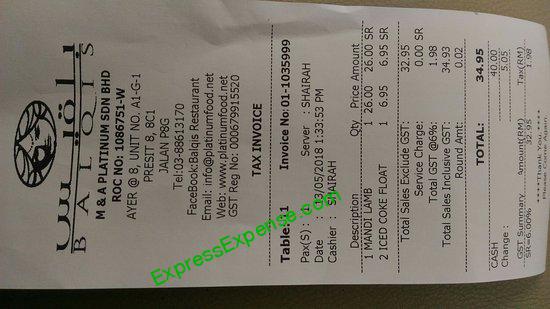 بلقيس
BALQIS
M & A PLATINUM SDN BHD
ROC NO: 1086751-W
AYER @ 8, UNIT NO. A1-G-1
PRESIT 8, 8C1
JALAN P8G
Tel:03-88613170
FaceBook:Balqis Restaurant
Email: info@platinumfood.net
Web: www.platinumfood.net
GST Reg No: 000679915520
TAX INVOICE
Invoice No:01-1035999
Pax(S) : 1 Server : SHAIRAH
Date : 23/05/2018 1:33:53 PM
Cashier : SHAIRAH
Description Qty Price Amount
1 MANDI LAMB 1 26.00 26.00 SR
2 ICED COKE FLOAT 1 6.95 6.95 SR
Total Sales Exclude GST: 32.95
Service Charge: 0.00 SR
Total GST @6%: 1.98
Total Sales Inclusive GST: 34.93
Round Amt: 0.02
TOTAL: 34.95
CASH 40.00
Change : 5.05
GST Summary Amount(RM) Tax(RM)
SR=6.00% 32.95 1.98
****Thank You*****
Please Come Again
ExpressExpense.com